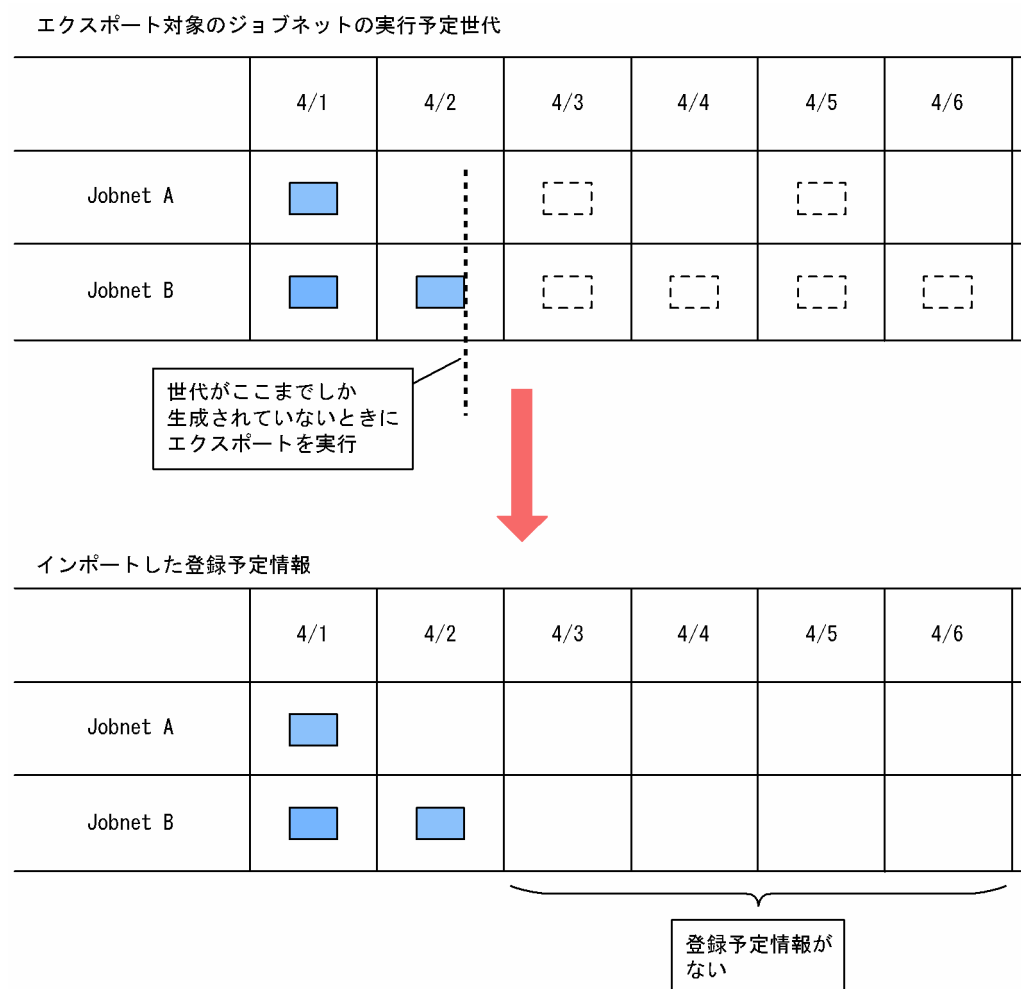 エクスポート対象のジョブネットの実行予定世代
4/1 4/2 4/3 4/4 4/5 4/6
Jobnet A
Jobnet B
世代がここまでしか
生成されていないときに
エクスポートを実行
インポートした登録予定情報
4/1 4/2 4/3 4/4 4/5 4/6
Jobnet A
Jobnet B
登録予定情報が
ない